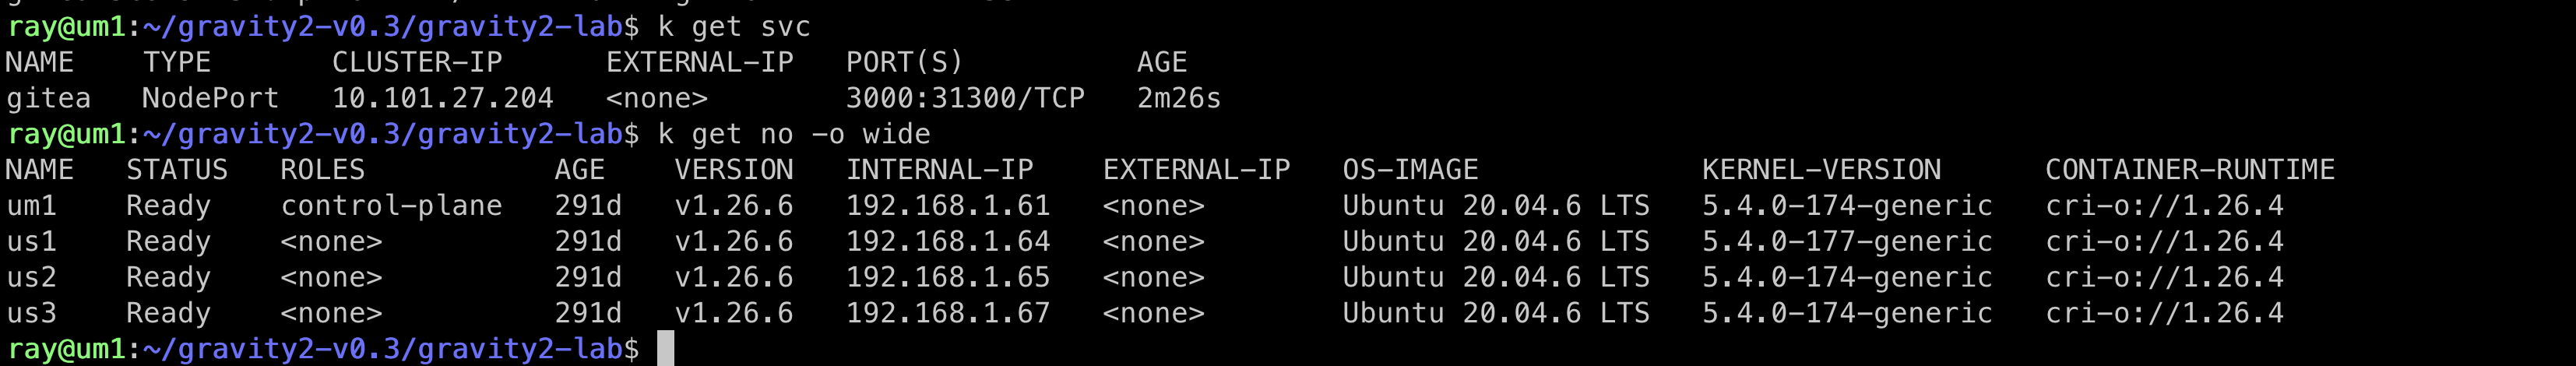 ray@um1:~/gravity2-v0.3/gravity2-lab$ k get svc
NAME    TYPE       CLUSTER-IP      EXTERNAL-IP   PORT(S)          AGE
gitea   NodePort   10.101.27.204   <none>        3000:31300/TCP   2m26s
ray@um1:~/gravity2-v0.3/gravity2-lab$ k get no -o wide
NAME   STATUS   ROLES           AGE    VERSION   INTERNAL-IP    EXTERNAL-IP   OS-IMAGE             KERNEL-VERSION      CONTAINER-RUNTIME
um1    Ready    control-plane   291d   v1.26.6   192.168.1.61   <none>        Ubuntu 20.04.6 LTS   5.4.0-174-generic   cri-o://1.26.4
us1    Ready    <none>          291d   v1.26.6   192.168.1.64   <none>        Ubuntu 20.04.6 LTS   5.4.0-177-generic   cri-o://1.26.4
us2    Ready    <none>          291d   v1.26.6   192.168.1.65   <none>        Ubuntu 20.04.6 LTS   5.4.0-174-generic   cri-o://1.26.4
us3    Ready    <none>          291d   v1.26.6   192.168.1.67   <none>        Ubuntu 20.04.6 LTS   5.4.0-174-generic   cri-o://1.26.4
ray@um1:~/gravity2-v0.3/gravity2-lab$